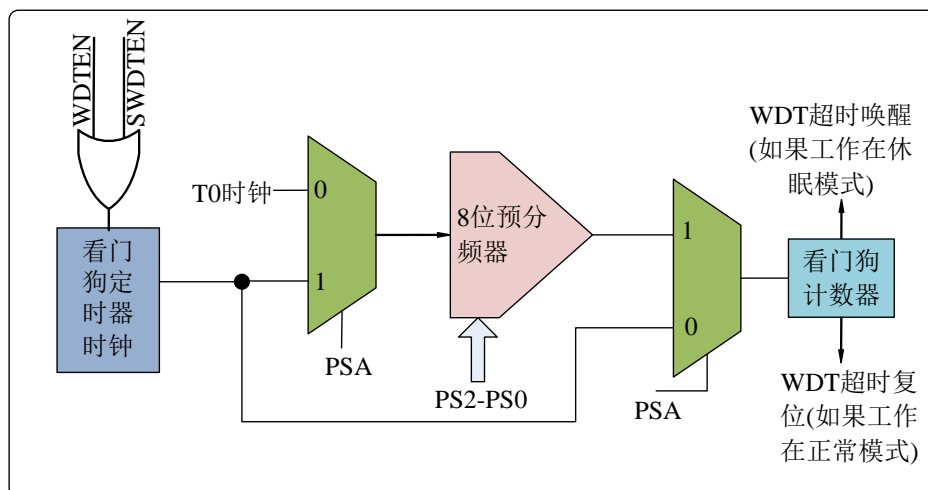 WDTEN
SWDTEN
看门
狗定
时器
时钟
T0时钟
0
1
PSA
8位预分
频器
PS2-PS0
1
0
PSA
WDT超时唤醒
(如果工作在休
眠模式)
看门狗
计数器
WDT超时复
位(如果工作
在正常模式)